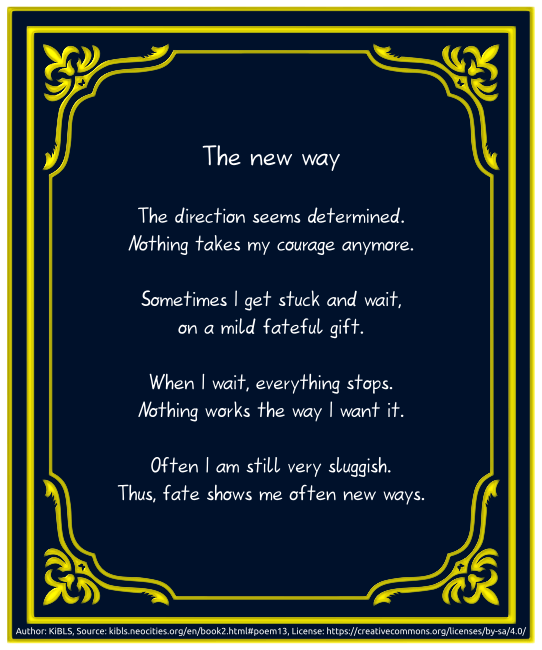 The new way
The direction seems determined.
Nothing takes my courage anymore.
Sometimes I get stuck and wait,
on a mild fateful gift.
When I wait, everything stops.
Nothing works the way I want it.
Often I am still very sluggish.
Thus, fate shows me often new ways.
Author: KiBLS, Source: kibls.neocities.org/en/book2.html#poem13, License: https://creativecommons.org/licenses/by-sa/4.0/